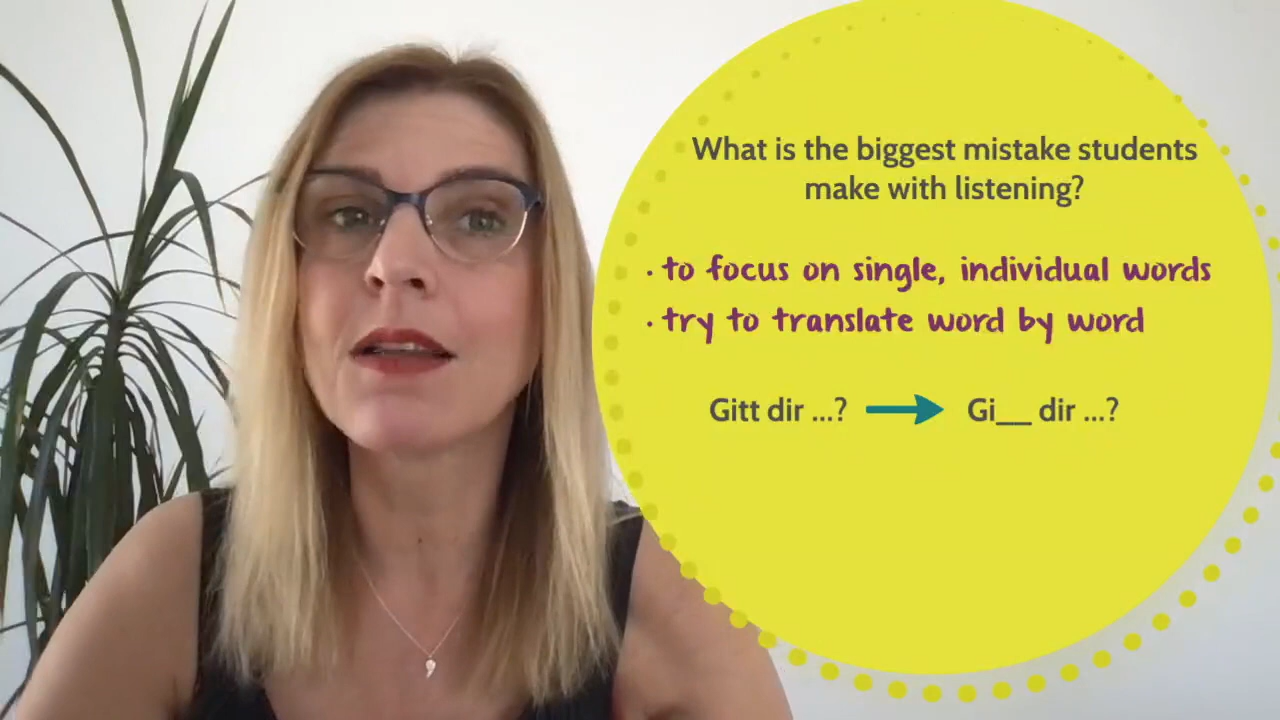 What is the biggest mistake students
make with listening?
· to focus on single, individual words
· try to translate word by word
Gitt dir ...? → Gi__ dir ...?